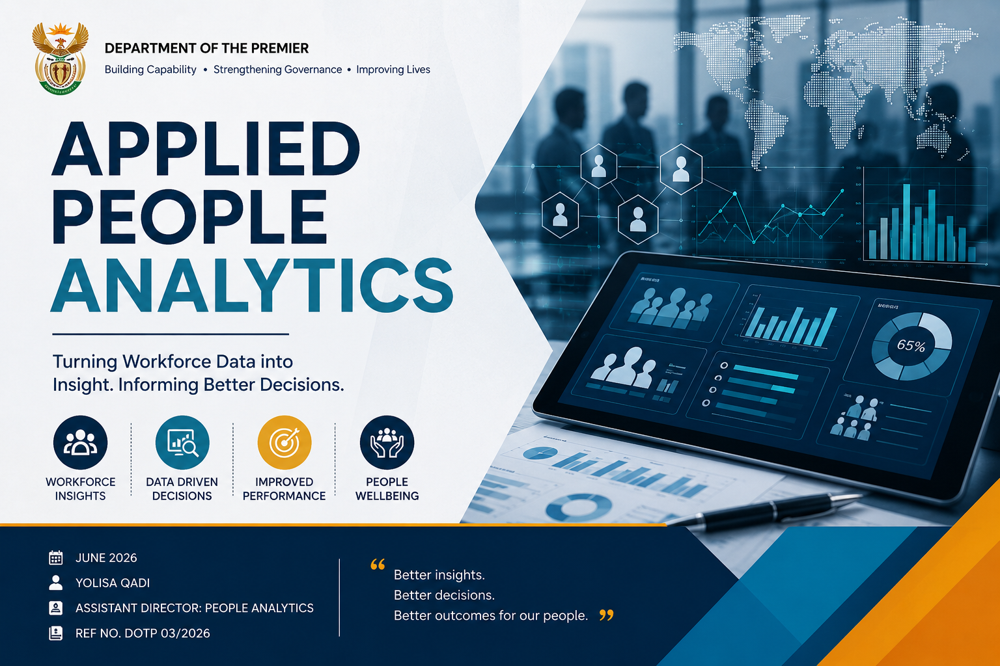 DEPARTMENT OF THE PREMIER
Building Capability • Strengthening Governance • Improving Lives
APPLIED
PEOPLE
ANALYTICS
Turning Workforce Data into
Insight. Informing Better Decisions.
WORKFORCE
INSIGHTS
DATA DRIVEN
DECISIONS
IMPROVED
PERFORMANCE
PEOPLE
WELLBEING
65%
JUNE 2026
YOLISA QADI
ASSISTANT DIRECTOR: PEOPLE ANALYTICS
REF NO. DOTP 03/2026
“ Better insights.
Better decisions.
Better outcomes for our people. ”